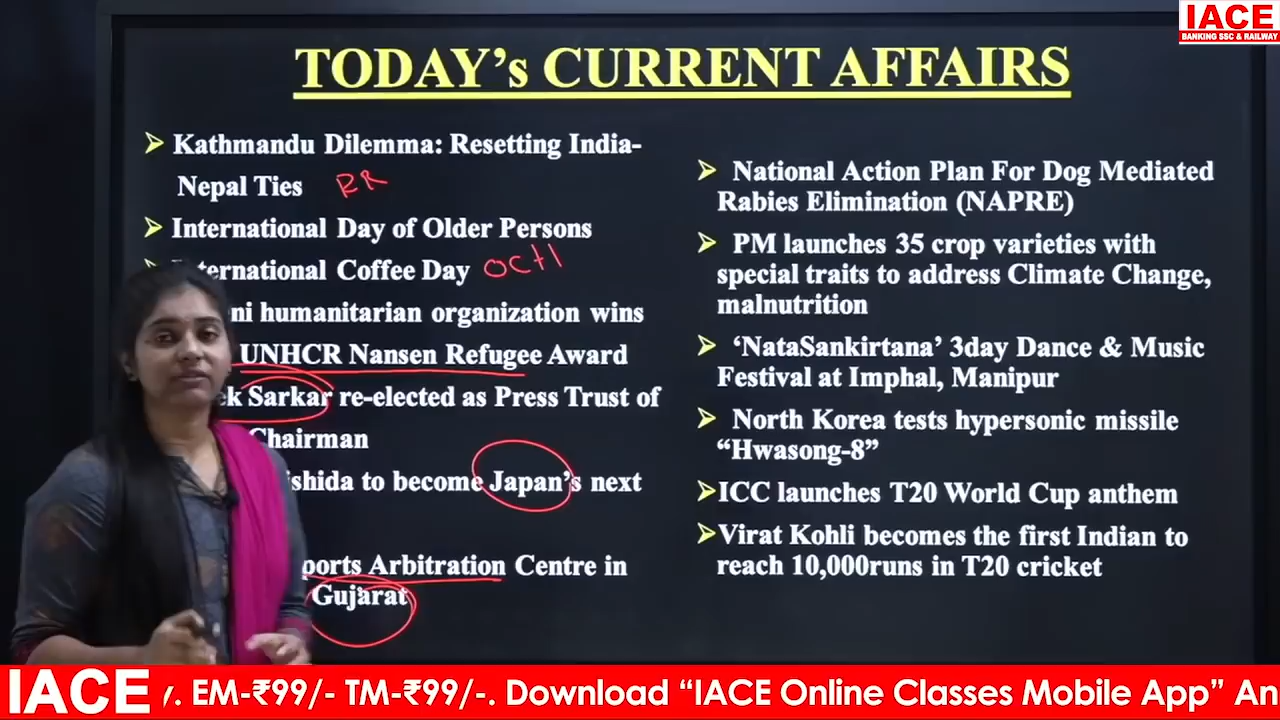 IACE
BANKING SSC & RAILWAY
TODAY's CURRENT AFFAIRS
Kathmandu Dilemma: Resetting India-
Nepal Ties RR
International Day of Older Persons
International Coffee Day Oct 1
humanitarian organization wins
UNHCR Nansen Refugee Award
Sarkar re-elected as Press Trust of
Chairman
to become Japan's next
Arbitration Centre in
Gujarat
National Action Plan For Dog Mediated
Rabies Elimination (NAPRE)
PM launches 35 crop varieties with
special traits to address Climate Change,
malnutrition
‘NataSankirtana’ 3day Dance & Music
Festival at Imphal, Manipur
North Korea tests hypersonic missile
“Hwasong-8”
ICC launches T20 World Cup anthem
Virat Kohli becomes the first Indian to
reach 10,000runs in T20 cricket
IACE . EM-₹99/- TM-₹99/-. Download “IACE Online Classes Mobile App” An